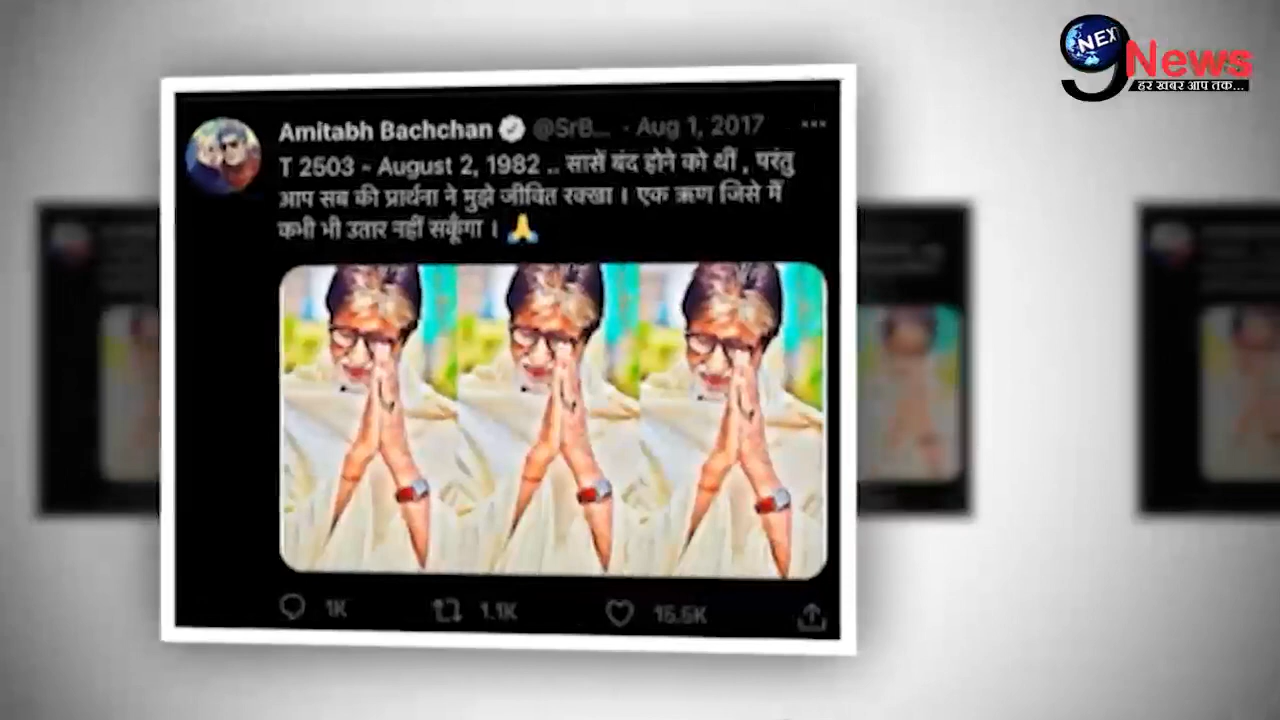 NEXT
9 News
हर खबर आप तक...
Amitabh Bachchan @SrB... · Aug 1, 2017
T 2503 - August 2, 1982 .. सासें बंद होने को थीं , परंतु
आप सब की प्रार्थना ने मुझे जीवित रक्खा । एक ऋण जिसे मैं
कभी भी उतार नहीं सकूँगा । 🙏
1K 1.1K 15.5K